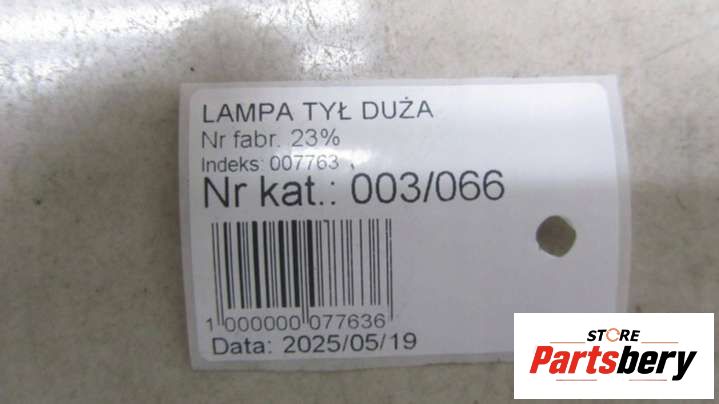 LAMPA TYŁ DUŻA
Nr fabr. 23%
Indeks: 007763
Nr kat.: 003/066
1 000000 077636
Data: 2025/05/19
STORE
Partsbery